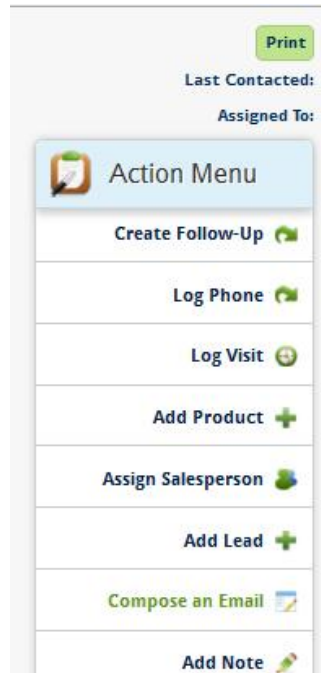 Print
Last Contacted:
Assigned To:
Action Menu
Create Follow-Up
Log Phone
Log Visit
Add Product
Assign Salesperson
Add Lead
Compose an Email
Add Note